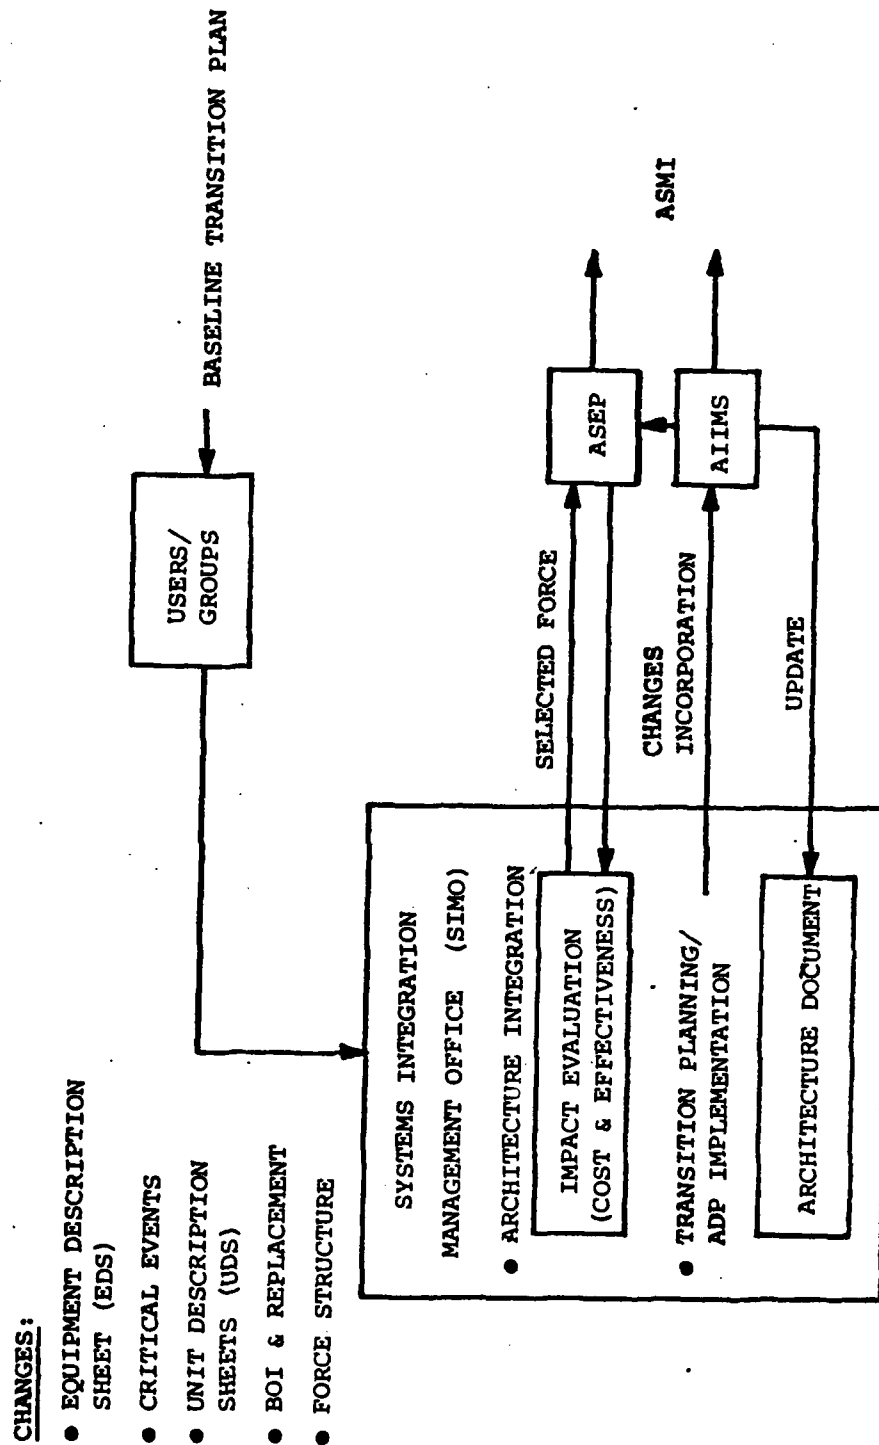 CHANGES:
● EQUIPMENT DESCRIPTION
SHEET (EDS)
● CRITICAL EVENTS
● UNIT DESCRIPTION
SHEETS (UDS)
● BOI & REPLACEMENT
● FORCE STRUCTURE
USERS/
GROUPS
BASELINE TRANSITION PLAN
SYSTEMS INTEGRATION
MANAGEMENT OFFICE (SIMO)
● ARCHITECTURE INTEGRATION
IMPACT EVALUATION
(COST & EFFECTIVENESS)
● TRANSITION PLANNING/
ADP IMPLEMENTATION
ARCHITECTURE DOCUMENT
SELECTED FORCE
CHANGES
INCORPORATION
UPDATE
ASEP
AIIMS
ASMI